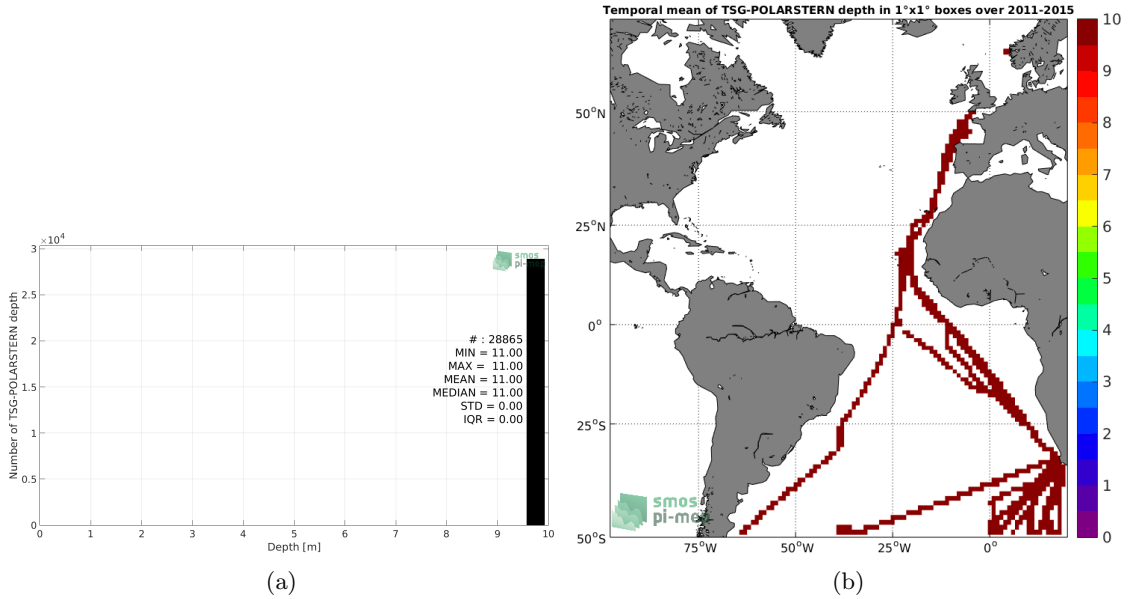 ×10⁴
3
2.5
2
1.5
1
0.5
0
Number of TSG-POLARSTERN depth
smos
pi-me
# : 28865
MIN = 11.00
MAX = 11.00
MEAN = 11.00
MEDIAN = 11.00
STD = 0.00
IQR = 0.00
0 1 2 3 4 5 6 7 8 9 10
Depth [m]
(a)
Temporal mean of TSG-POLARSTERN depth in 1°x1° boxes over 2011-2015
50°N
25°N
0°
25°S
50°S
75°W 50°W 25°W 0°
smos
pi-me
10
9
8
7
6
5
4
3
2
1
0
(b)